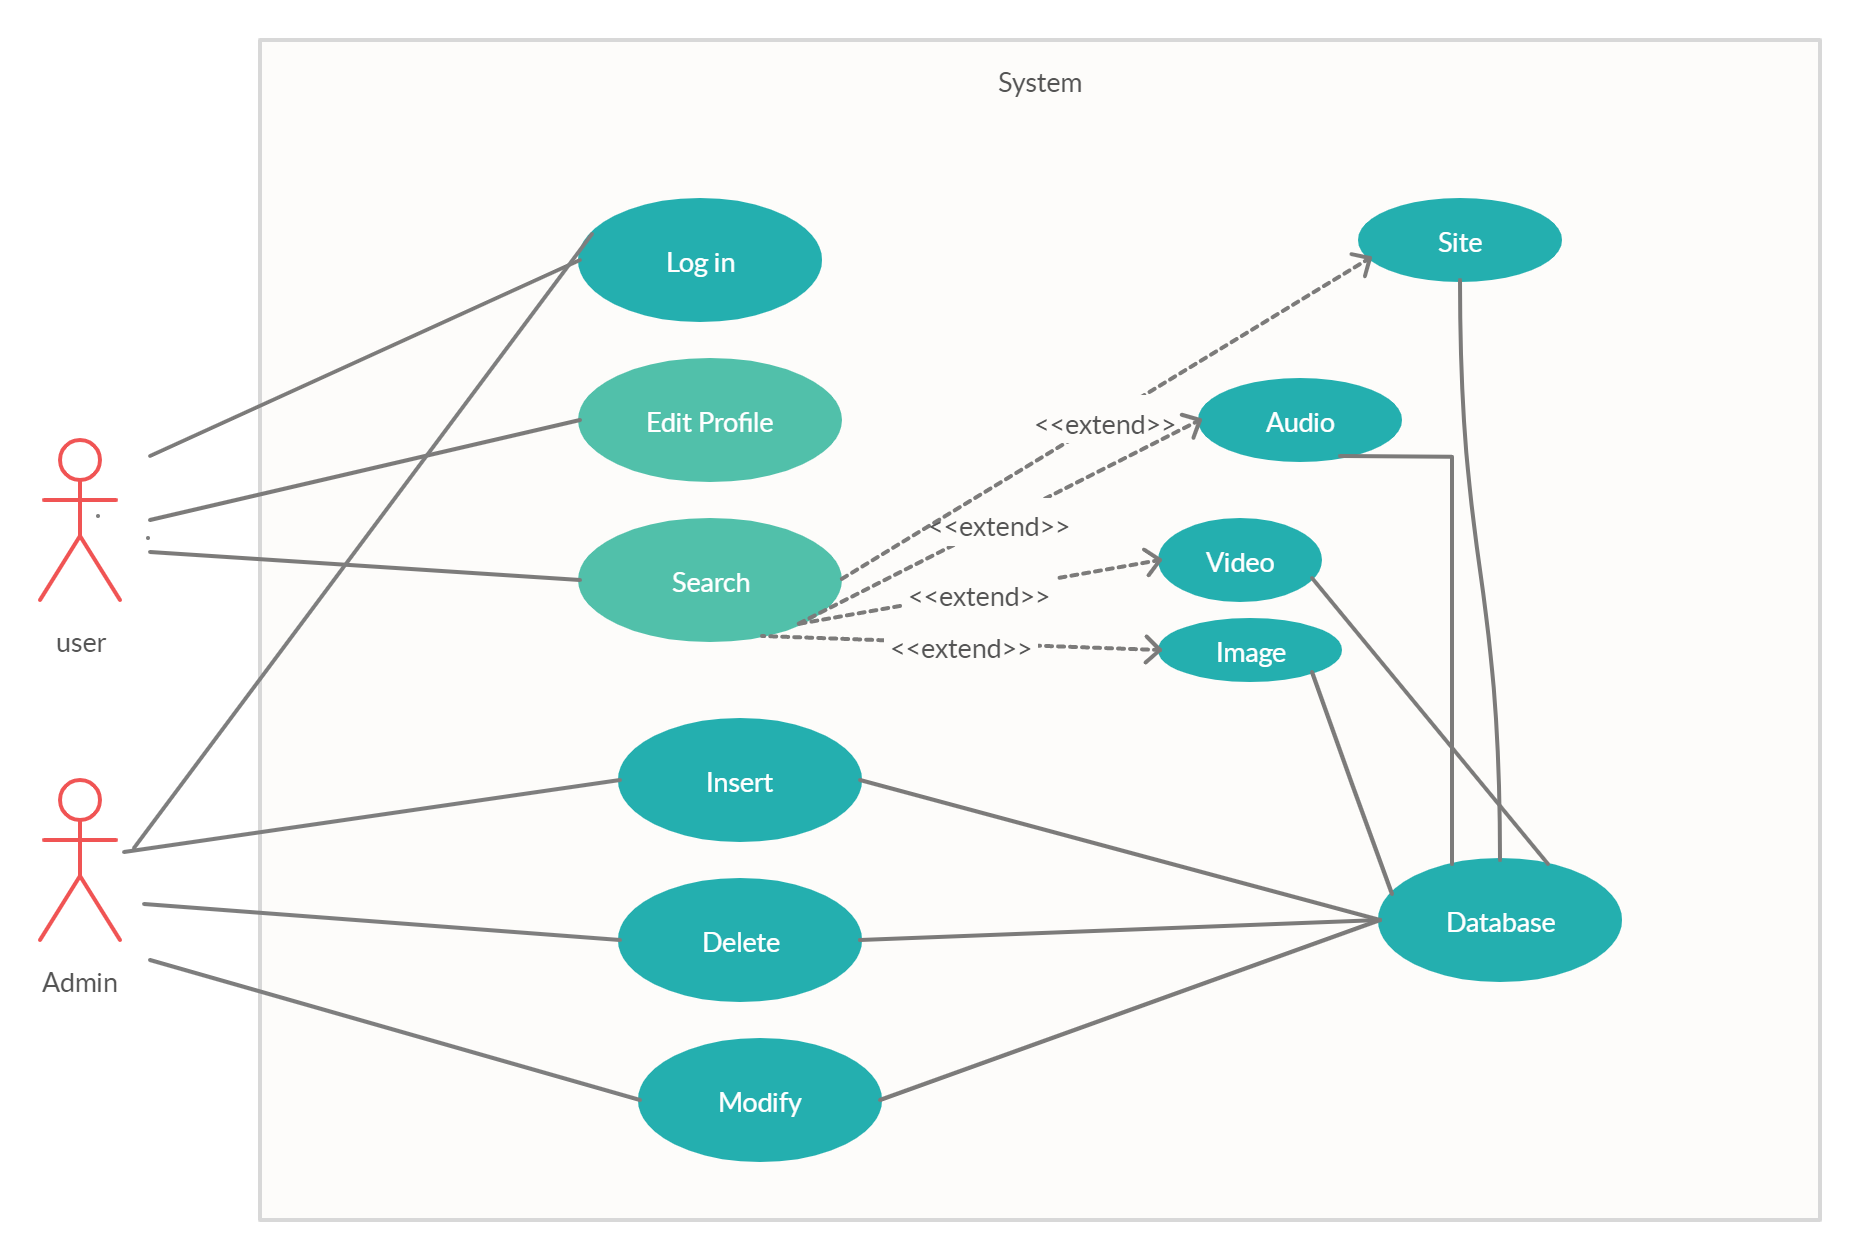 System
Log in
Site
Edit Profile
<<extend>>
Audio
<<extend>>
Video
Search
<<extend>>
user
<<extend>>
Image
Insert
Database
Delete
Admin
Modify